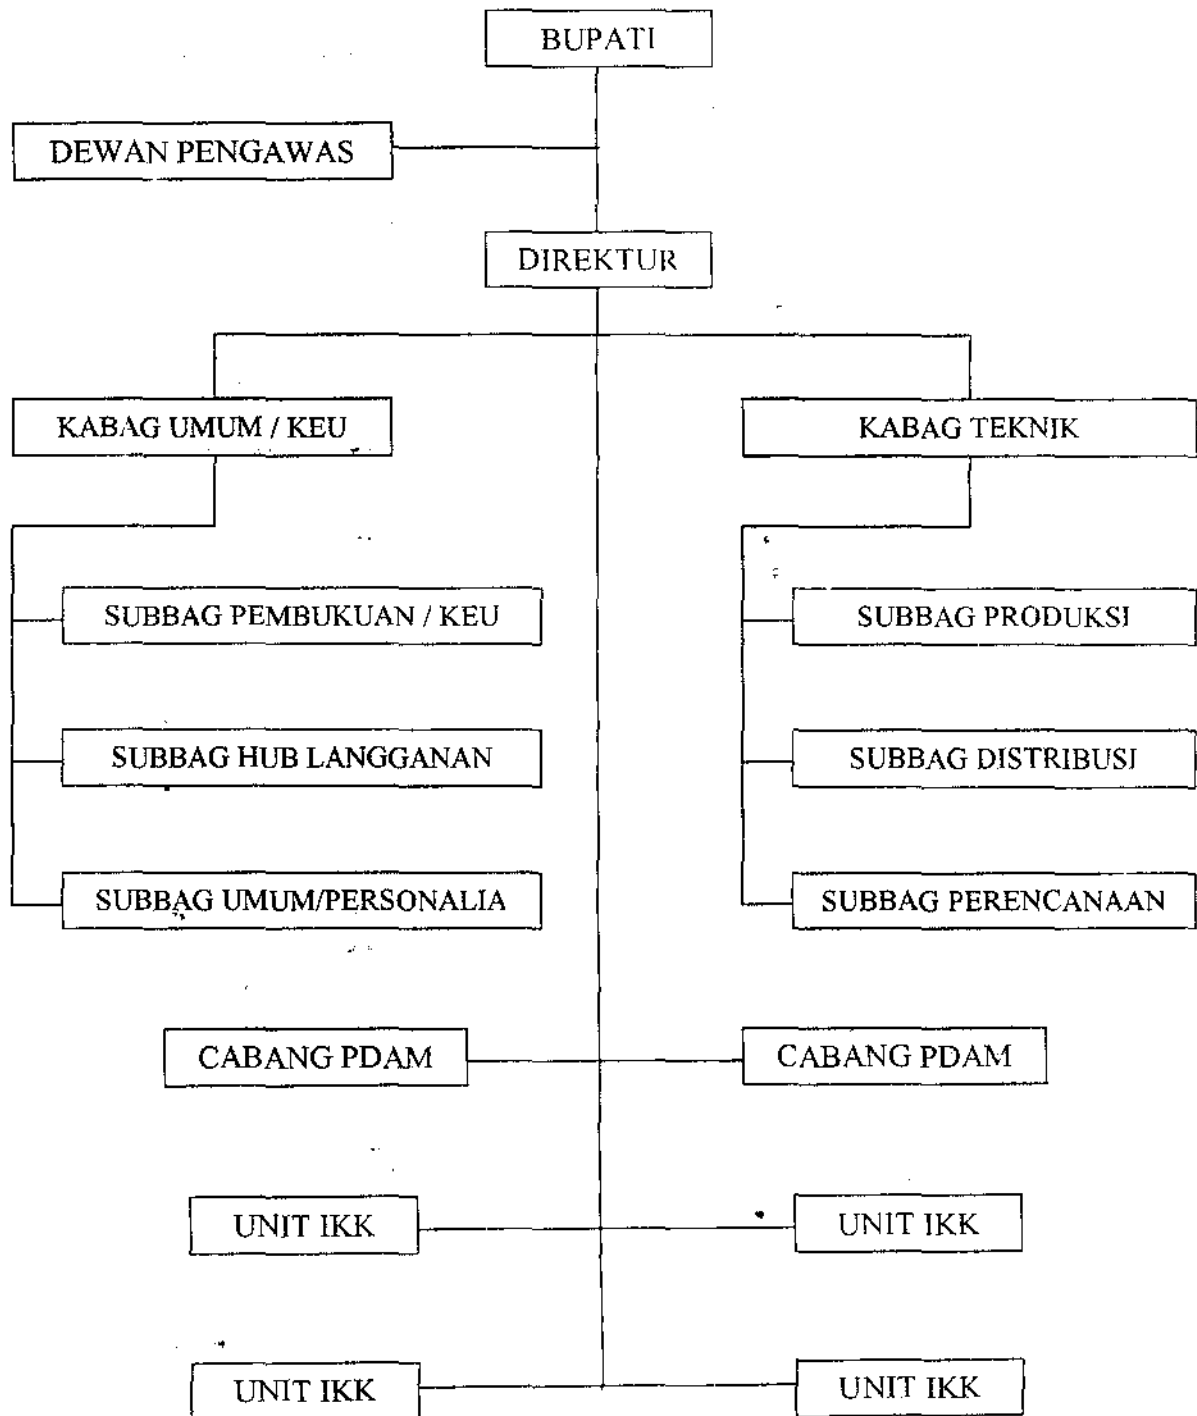 BUPATI
DEWAN PENGAWAS
DIREKTUR
KABAG UMUM / KEU
KABAG TEKNIK
SUBBAG PEMBUKUAN / KEU
SUBBAG PRODUKSI
SUBBAG HUB LANGGANAN
SUBBAG DISTRIBUSI
SUBBAG UMUM/PERSONALIA
SUBBAG PERENCANAAN
CABANG PDAM
CABANG PDAM
UNIT IKK
UNIT IKK
UNIT IKK
UNIT IKK